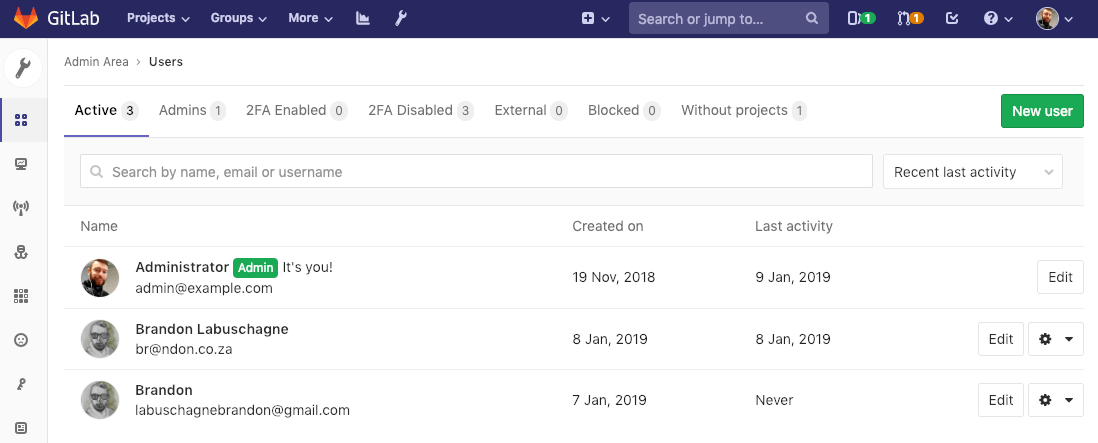 GitLab Projects Groups More Search or jump to... 1 1
Admin Area › Users
Active 3 Admins 1 2FA Enabled 0 2FA Disabled 3 External 0 Blocked 0 Without projects 1 New user
Search by name, email or username Recent last activity
Name Created on Last activity
Administrator Admin It's you!
admin@example.com
19 Nov, 2018 9 Jan, 2019 Edit
Brandon Labuschagne
br@ndon.co.za
8 Jan, 2019 8 Jan, 2019 Edit
Brandon
labuschagnebrandon@gmail.com
7 Jan, 2019 Never Edit